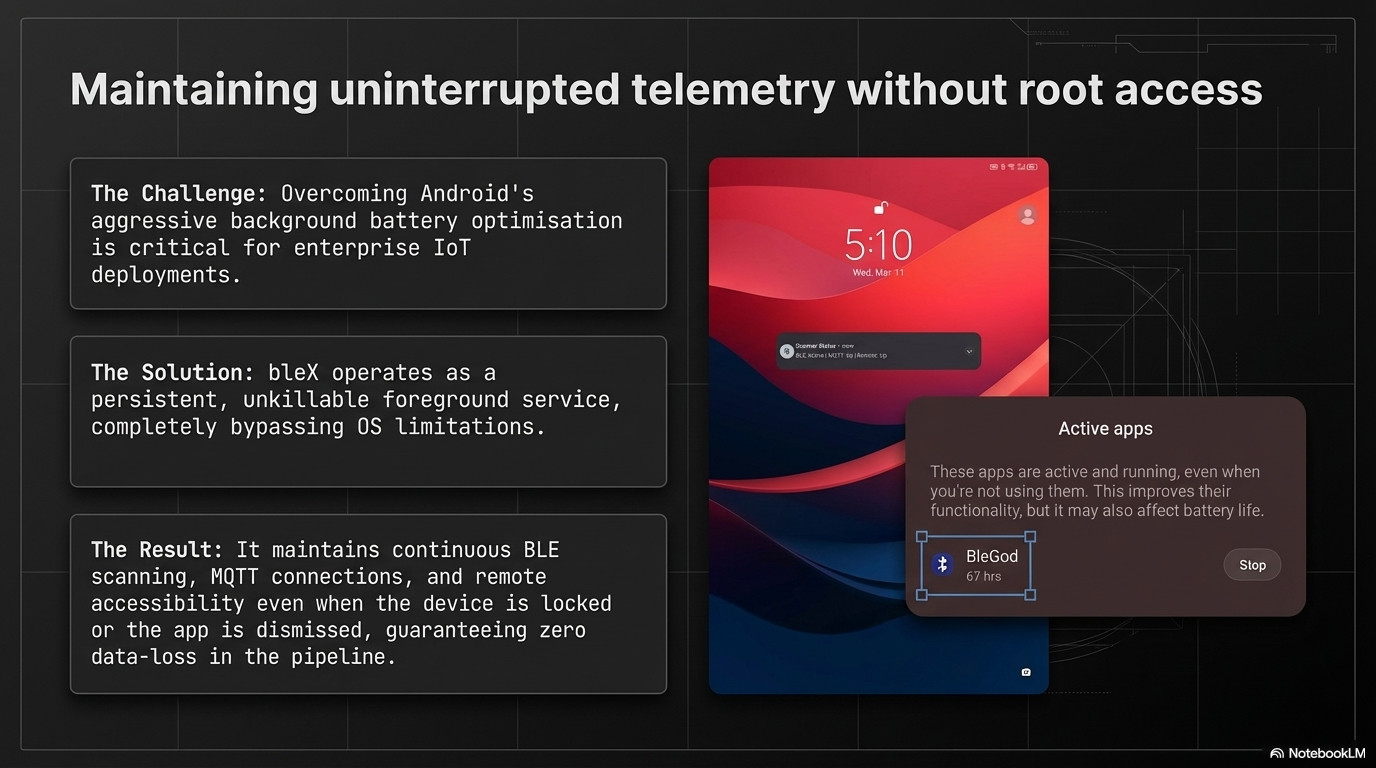 Maintaining uninterrupted telemetry without root access
The Challenge: Overcoming Android's
aggressive background battery optimisation
is critical for enterprise IoT
deployments.
The Solution: bleX operates as a
persistent, unkillable foreground service,
completely bypassing OS limitations.
The Result: It maintains continuous BLE
scanning, MQTT connections, and remote
accessibility even when the device is locked
or the app is dismissed, guaranteeing zero
data-loss in the pipeline.
5:10
Wed, Mar 11
Status • now
BLE | MQTT
Active apps
These apps are active and running, even when
you're not using them. This improves their
functionality, but it may also affect battery life.
BleGod
67 hrs
Stop
NotebookLM